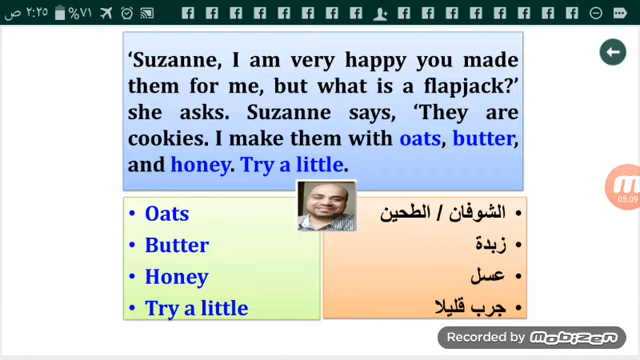 ص ٢:٢٥ ٪٧١
'Suzanne, I am very happy you made
them for me, but what is a flapjack?'
she asks. Suzanne says, 'They are
cookies. I make them with oats, butter,
and honey. Try a little.
• Oats
• Butter
• Honey
• Try a little
• الشوفان / الطحين
• زبدة
• عسل
• جرب قليلا
05:09
Recorded by mobizen